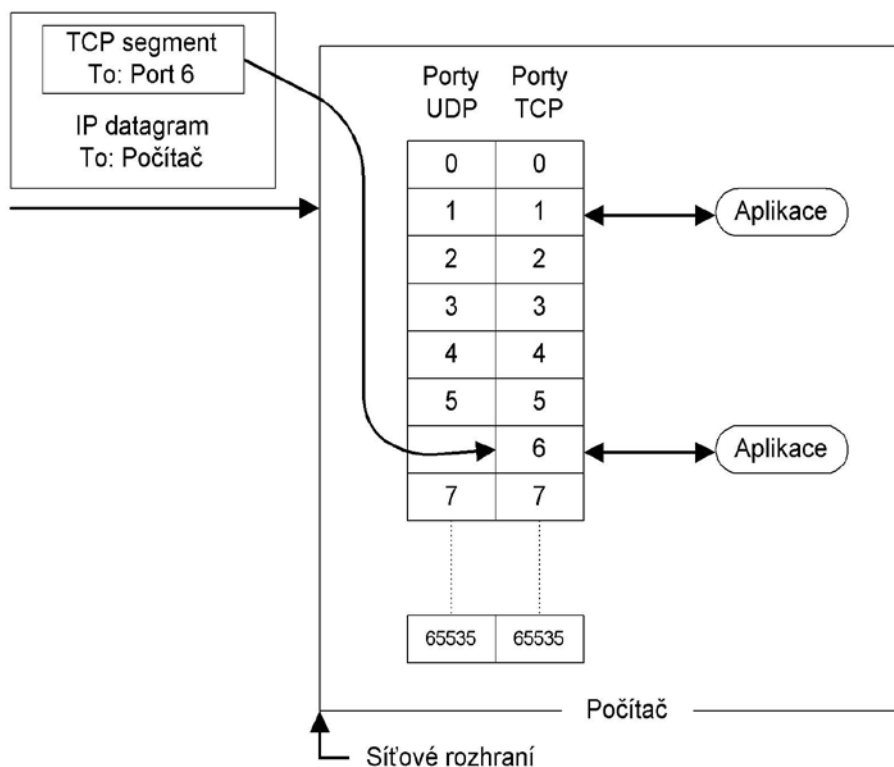 TCP segment
To: Port 6
IP datagram
To: Počítač
Porty UDP
Porty TCP
0 0
1 1
Aplikace
2 2
3 3
4 4
5 5
6
Aplikace
7 7
65535 65535
Počítač
Síťové rozhraní